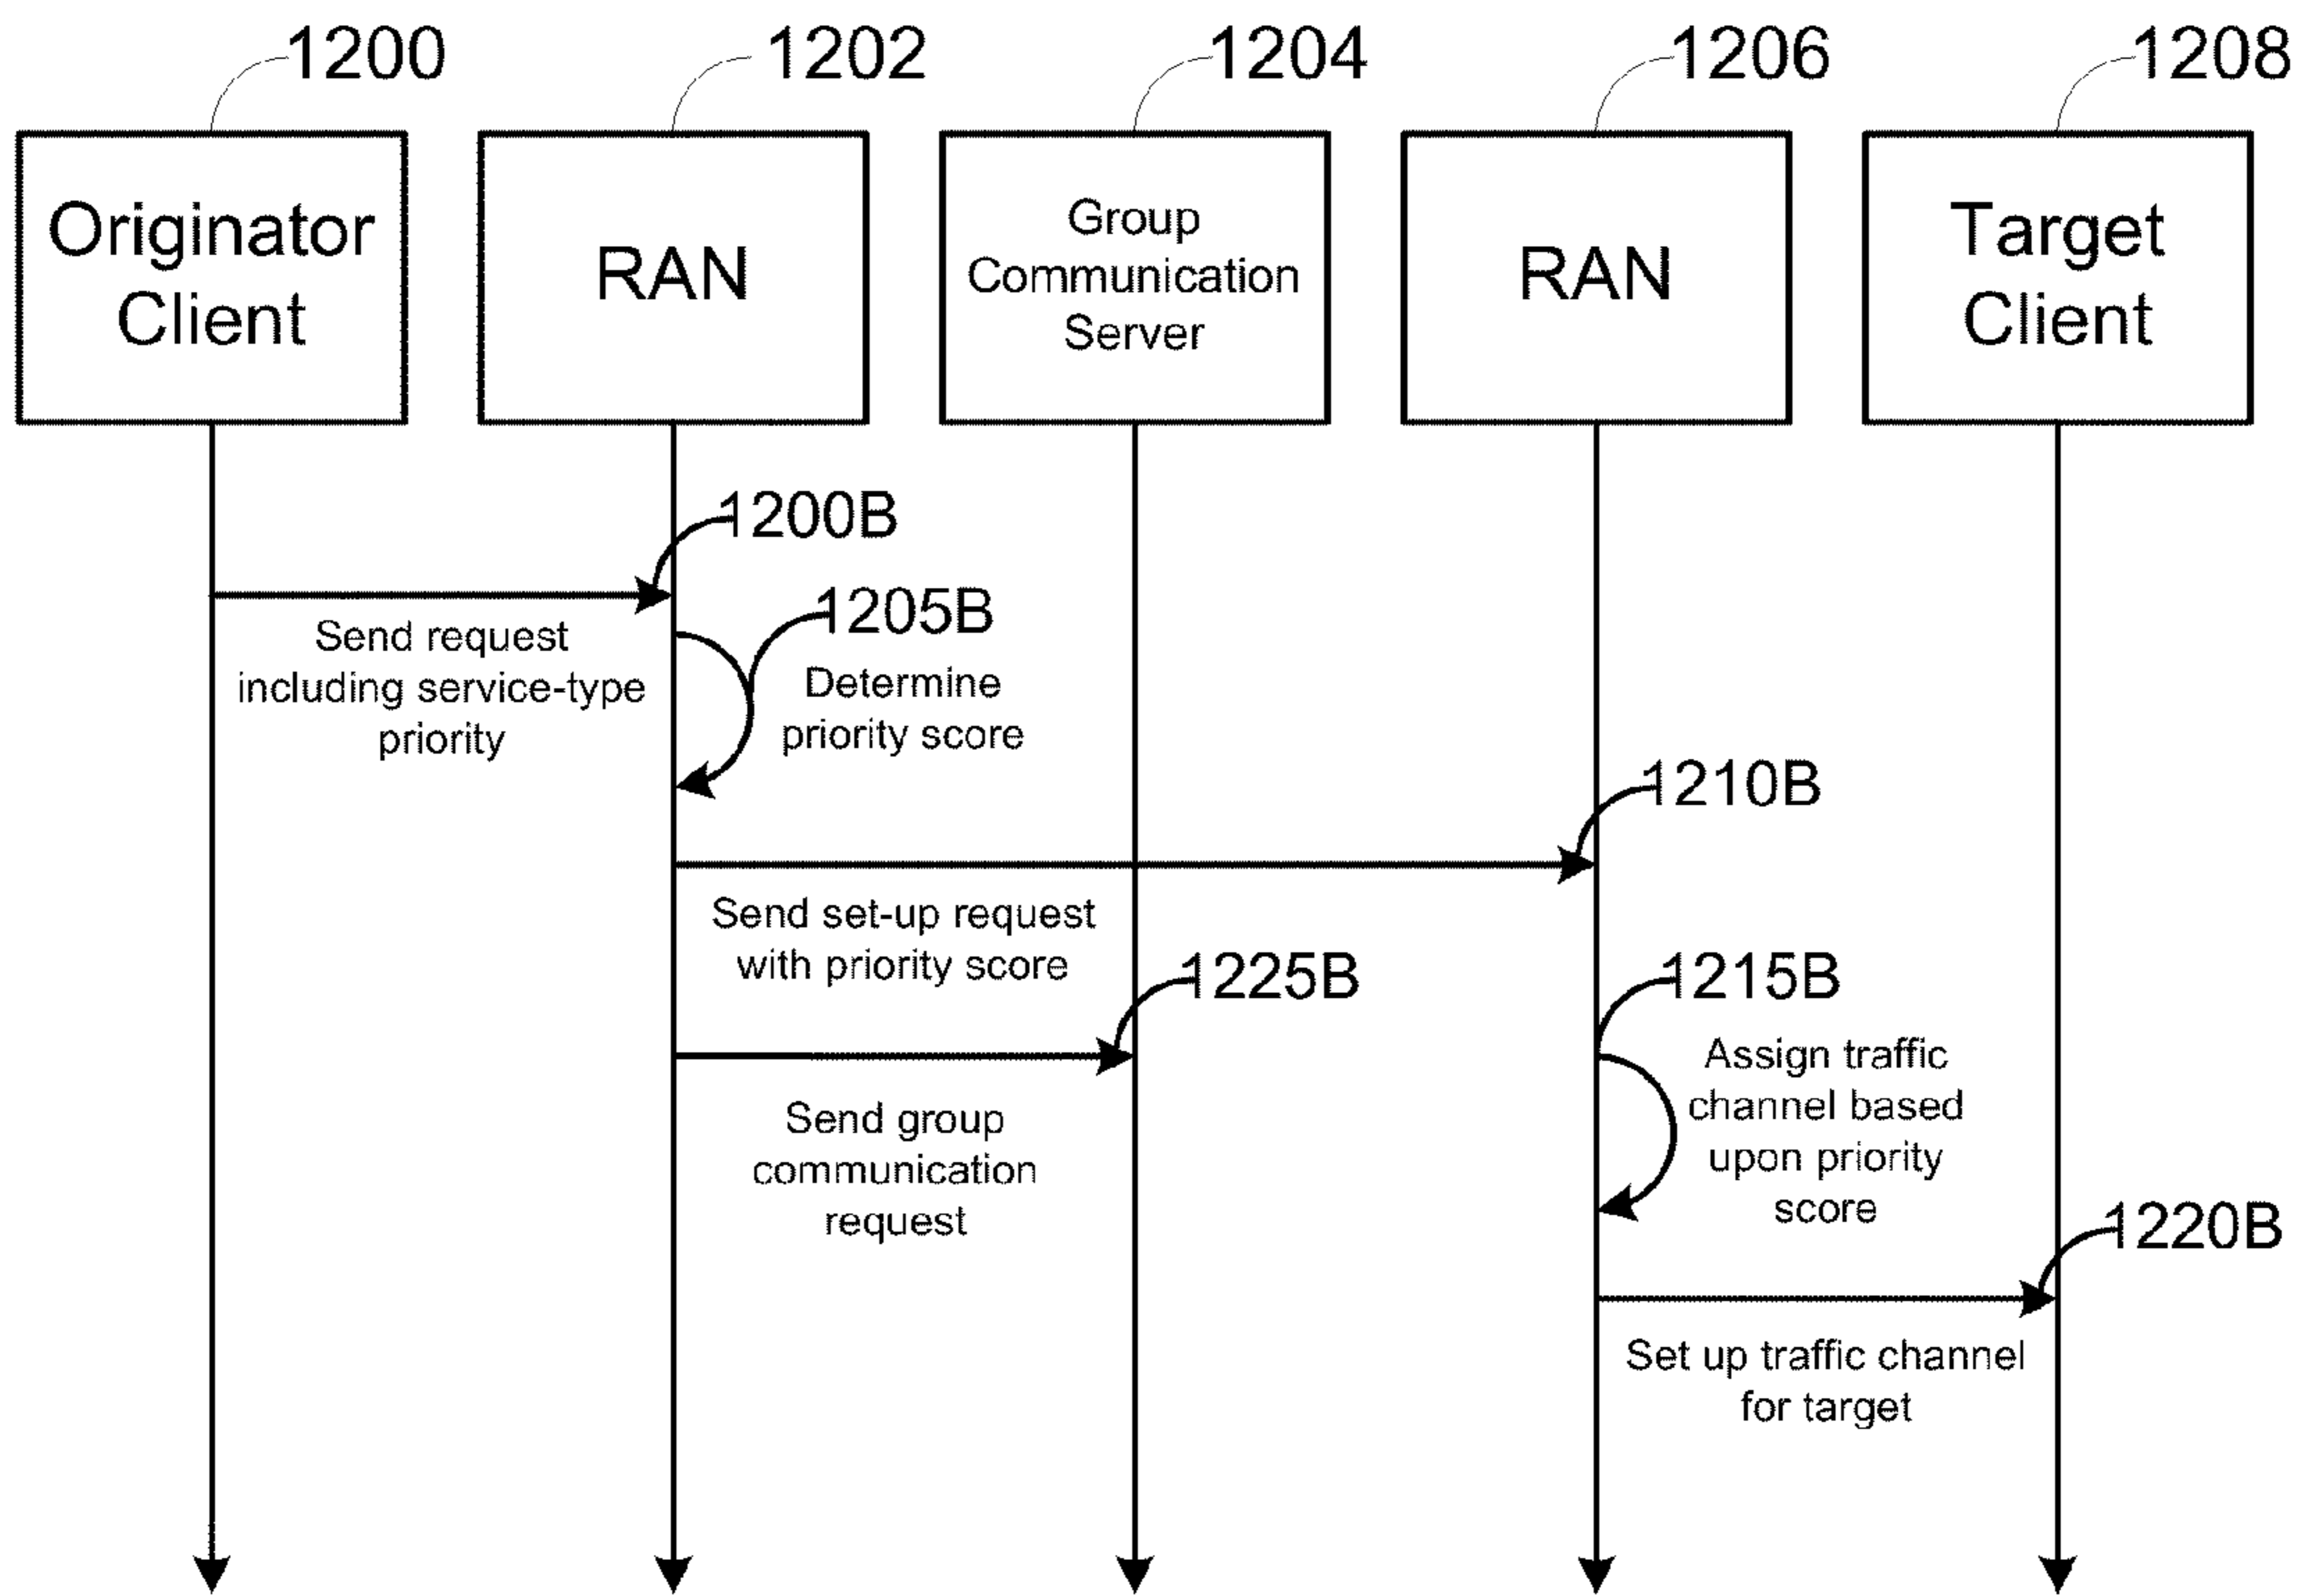 1200
1202
1204
1206
1208
Originator
Client
RAN
Group
Communication
Server
RAN
Target
Client
1200B
Send request
including service-type
priority
1205B
Determine
priority score
1210B
Send set-up request
with priority score
1225B
Send group
communication
request
1215B
Assign traffic
channel based
upon priority
score
1220B
Set up traffic channel
for target